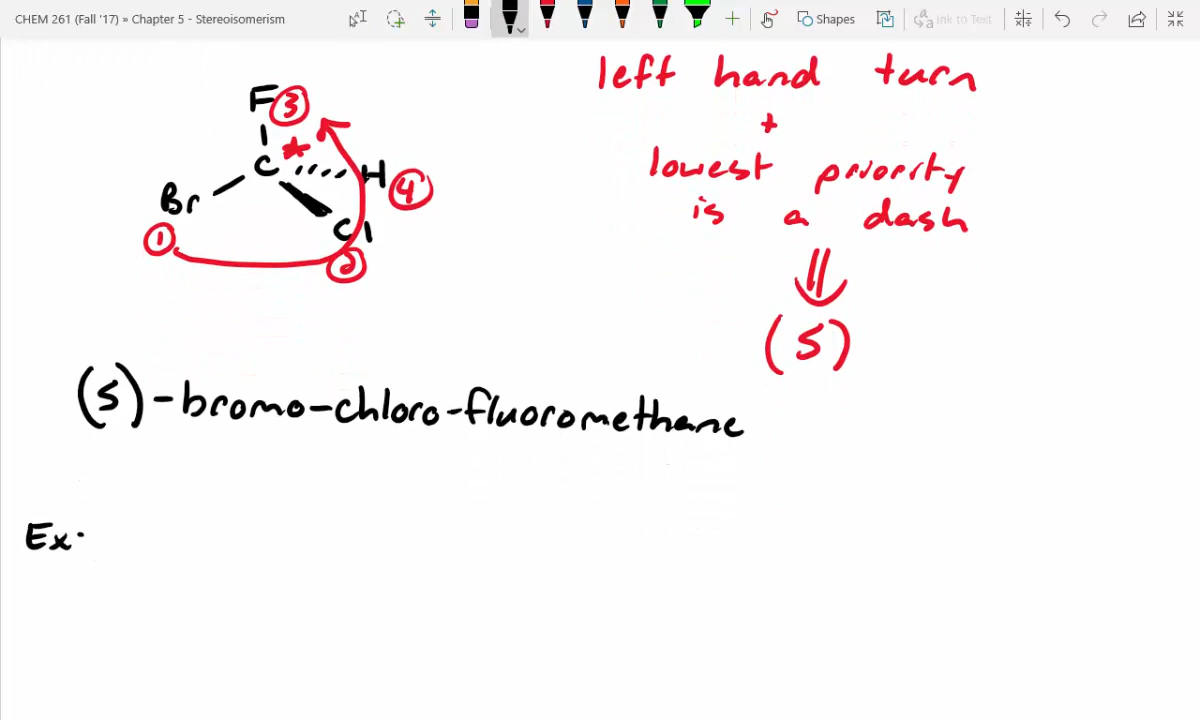 CHEM 261 (Fall '17) » Chapter 5 - Stereoisomerism
Shapes
Ink to Text
left hand turn
+
lowest priority
is a dash
(S)
F 3
C * H 4
Br
Cl
1
2
(S)-bromo-chloro-fluoromethane
Ex: